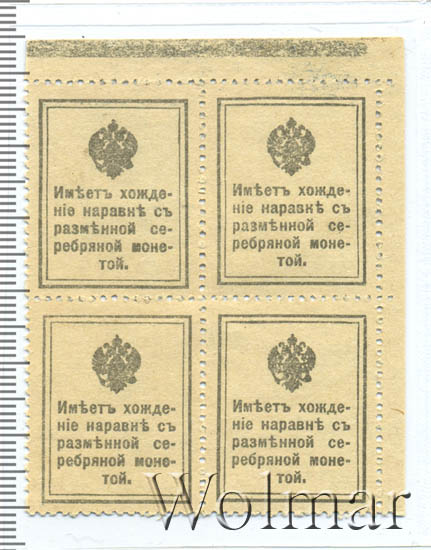 Имѣетъ хожде-
ніе наравнѣ съ
размѣнной се-
ребряной моне-
той.
Имѣетъ хожде-
ніе наравнѣ съ
размѣнной се-
ребряной моне-
той.
Имѣетъ хожде-
ніе наравнѣ съ
размѣнной се-
ребряной моне-
той.
Имѣетъ хожде-
ніе наравнѣ съ
размѣнной се-
ребряной моне-
той.
Wolmar